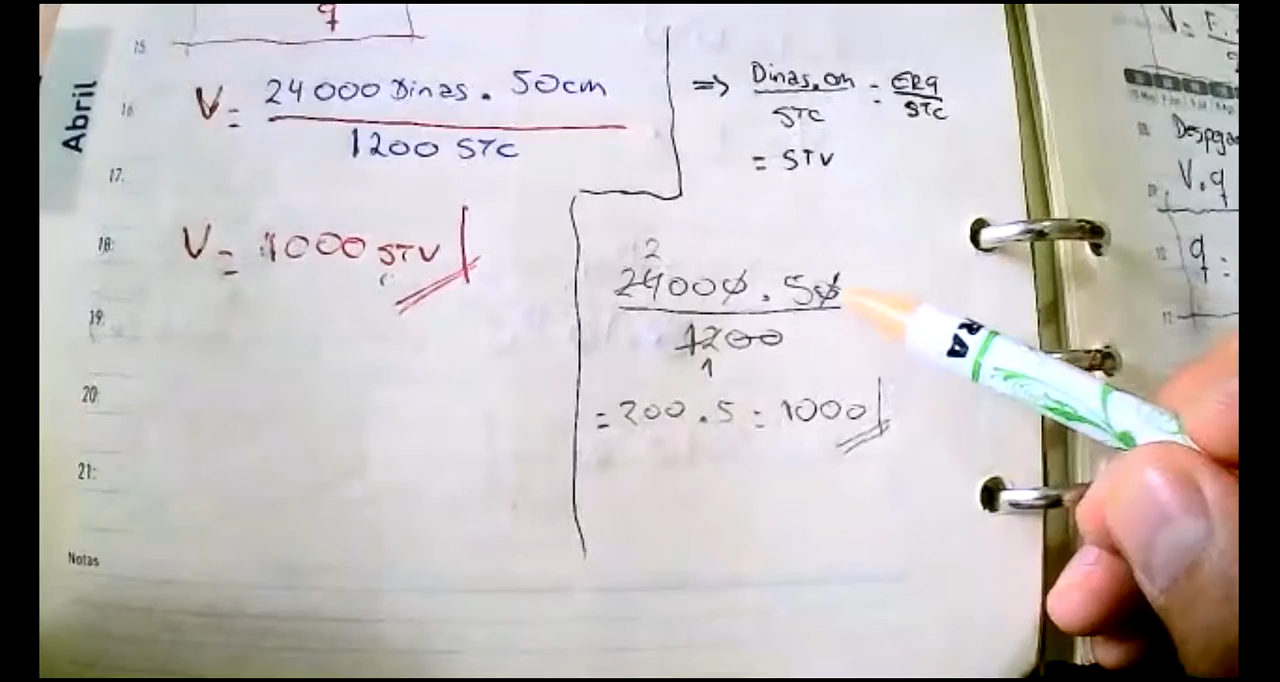 q
15
V = 24000 Dinas . 50cm
1200 STC
16
17
18: V = 1000 STV
19:
20:
21:
Notas
Abril
=> Dinas.cm = ERg
STC STC
= STV
2
24000 . 50
1200
1
= 200 . 5 = 1000
RA
V = F.
Despeja
V.q
q =